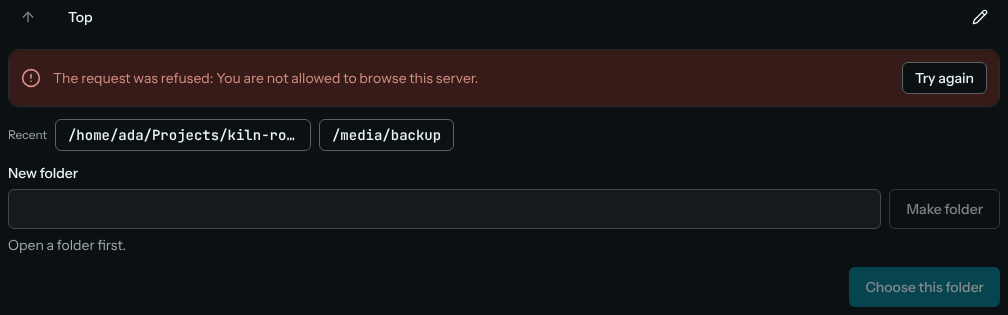 Top
The request was refused: You are not allowed to browse this server.
Try again
Recent
/home/ada/Projects/kiln-ro…
/media/backup
New folder
Make folder
Open a folder first.
Choose this folder